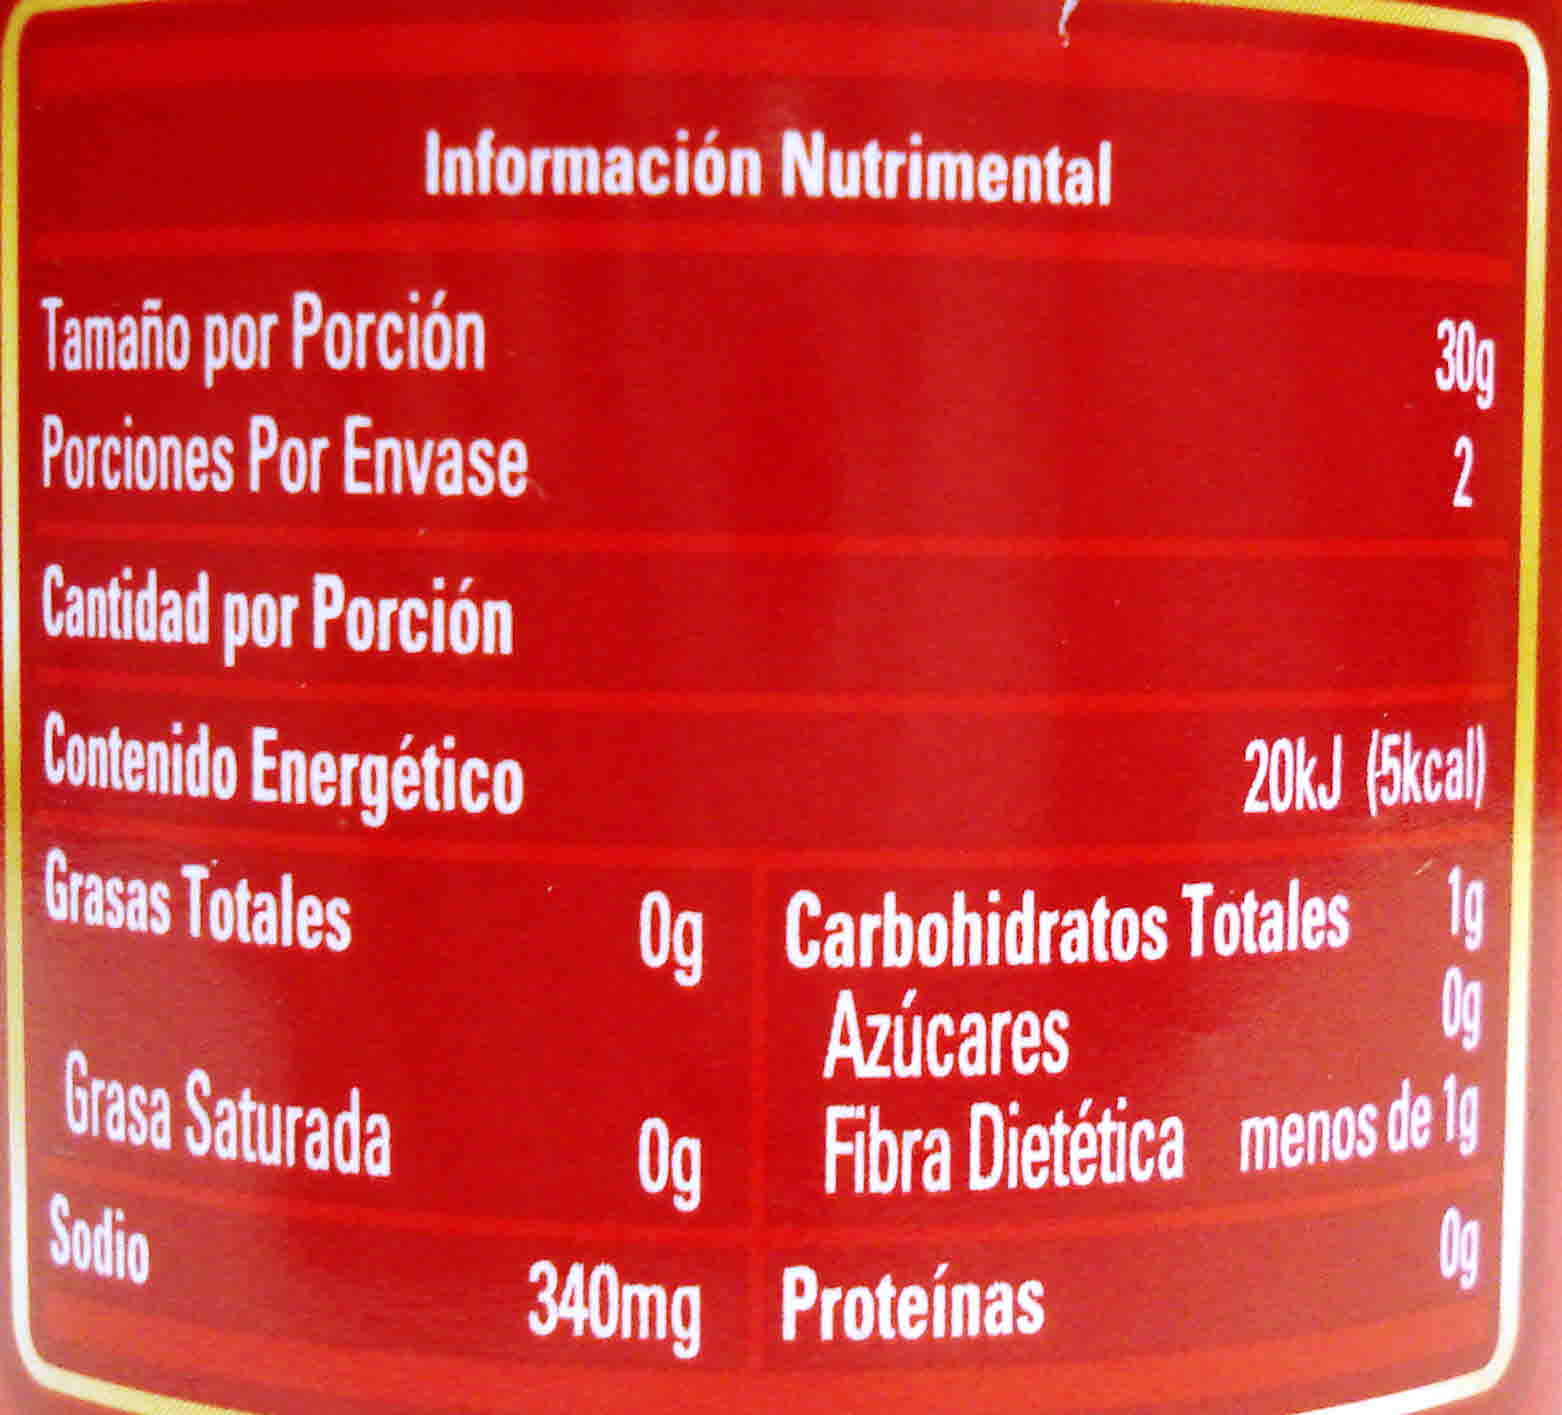 Información Nutrimental
Tamaño por Porción 30g
Porciones Por Envase 2
Cantidad por Porción
Contenido Energético 20kJ (5kcal)
Grasas Totales 0g
Grasa Saturada 0g
Sodio 340mg
Carbohidratos Totales 1g
Azúcares 0g
Fibra Dietética menos de 1g
Proteínas 0g